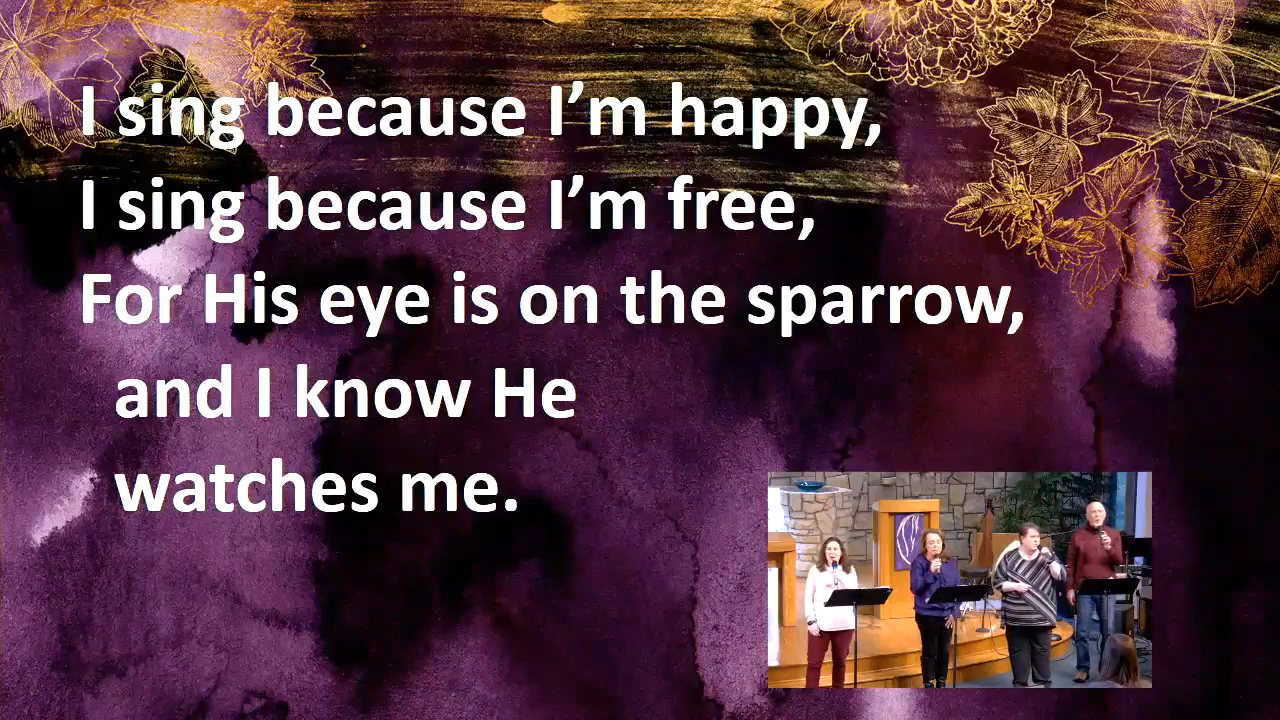 I sing because I’m happy,
I sing because I’m free,
For His eye is on the sparrow,
and I know He
watches me.